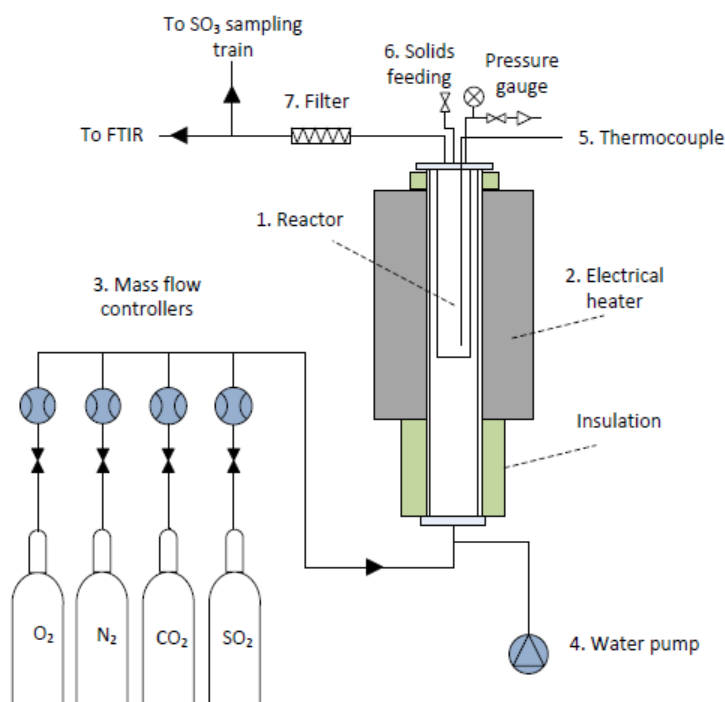 To SO₃ sampling
train
6. Solids
feeding
Pressure
gauge
7. Filter
To FTIR
5. Thermocouple
1. Reactor
2. Electrical
heater
3. Mass flow
controllers
Insulation
O₂
N₂
CO₂
SO₂
4. Water pump